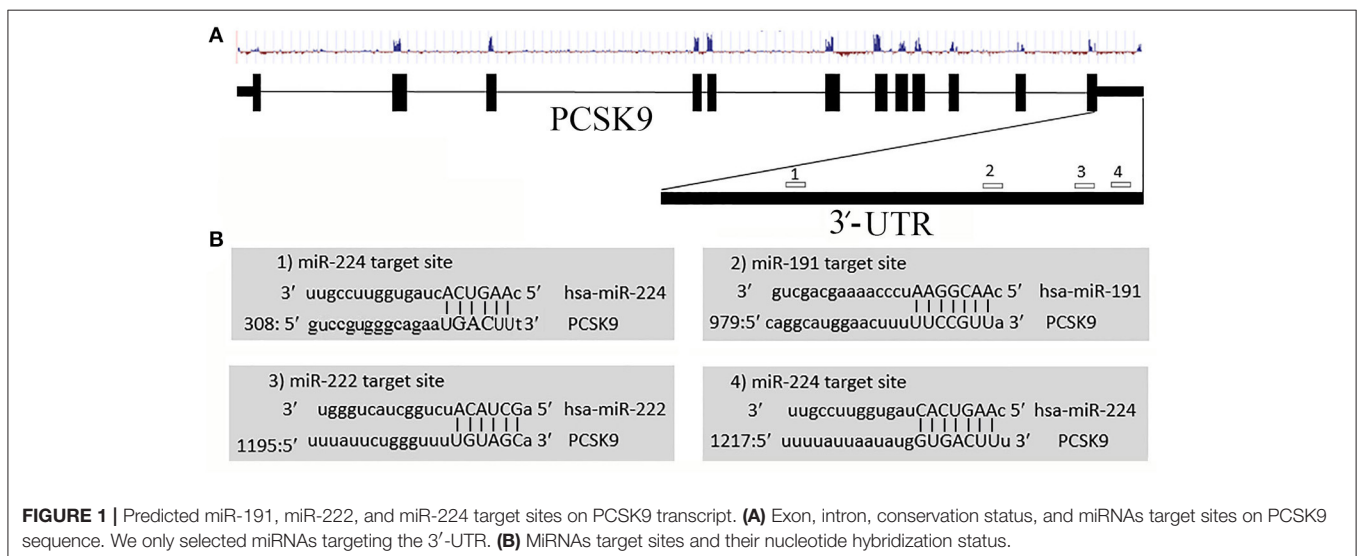 A
PCSK9
1 2 3 4
3′-UTR
B
1) miR-224 target site
3′ uugccuuggugaucACUGAAc 5′ hsa-miR-224
308: 5′ guccgugggcagaaUGACUUt 3′ PCSK9
2) miR-191 target site
3′ gucgacgaaaacccuAAGGCAAc 5′ hsa-miR-191
979:5′ caggcauggaacuuuUUCCGUUa 3′ PCSK9
3) miR-222 target site
3′ ugggucaucggucuACAUCGa 5′ hsa-miR-222
1195:5′ uuuauucuggguuuUGUAGCa 3′ PCSK9
4) miR-224 target site
3′ uugccuuggugauCACUGAAc 5′ hsa-miR-224
1217:5′ uuuuauuaauaugGUGACUUu 3′ PCSK9
FIGURE 1 | Predicted miR-191, miR-222, and miR-224 target sites on PCSK9 transcript. (A) Exon, intron, conservation status, and miRNAs target sites on PCSK9
sequence. We only selected miRNAs targeting the 3′-UTR. (B) MiRNAs target sites and their nucleotide hybridization status.